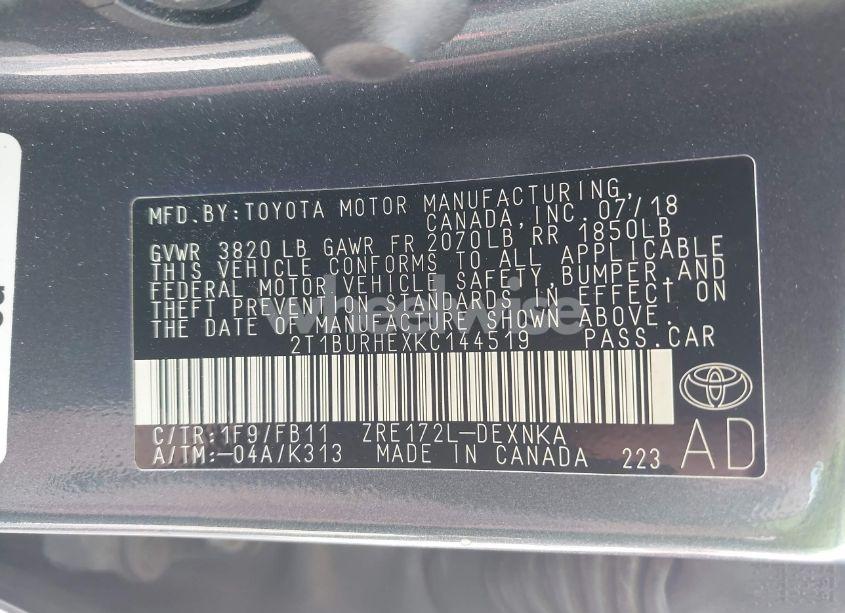 MFD.BY:TOYOTA MOTOR MANUFACTURING,
CANADA,INC. 07/18
GVWR 3820 LB GAWR FR 2070LB RR 1850LB
THIS VEHICLE CONFORMS TO ALL APPLICABLE
FEDERAL MOTOR VEHICLE SAFETY,BUMPER,AND
THEFT PREVENTION STANDARDS IN EFFECT ON
THE DATE OF MANUFACTURE SHOWN ABOVE.
wheelwise
2T1BURHEXKC144519 PASS.CAR
C/TR:1F9/FB11 ZRE172L-DEXNKA
A/TM:-04A/K313 MADE IN CANADA 223
AD